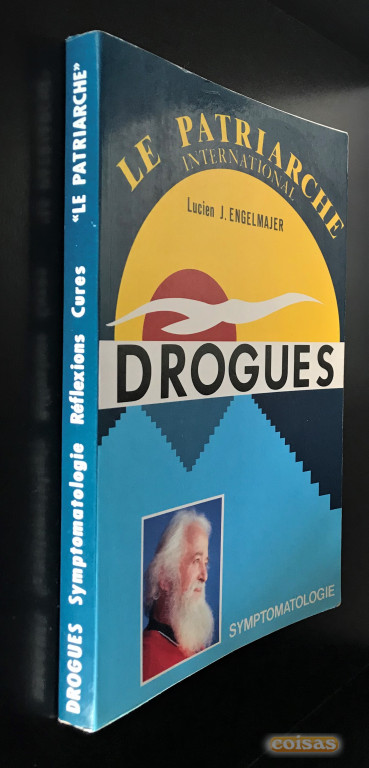 LE PATRIARCHE
INTERNATIONAL
Lucien J. ENGELMAJER
DROGUES
SYMPTOMATOLOGIE
DROGUES Symptomatologie Réflexions Cures "LE PATRIARCHE"
coisas